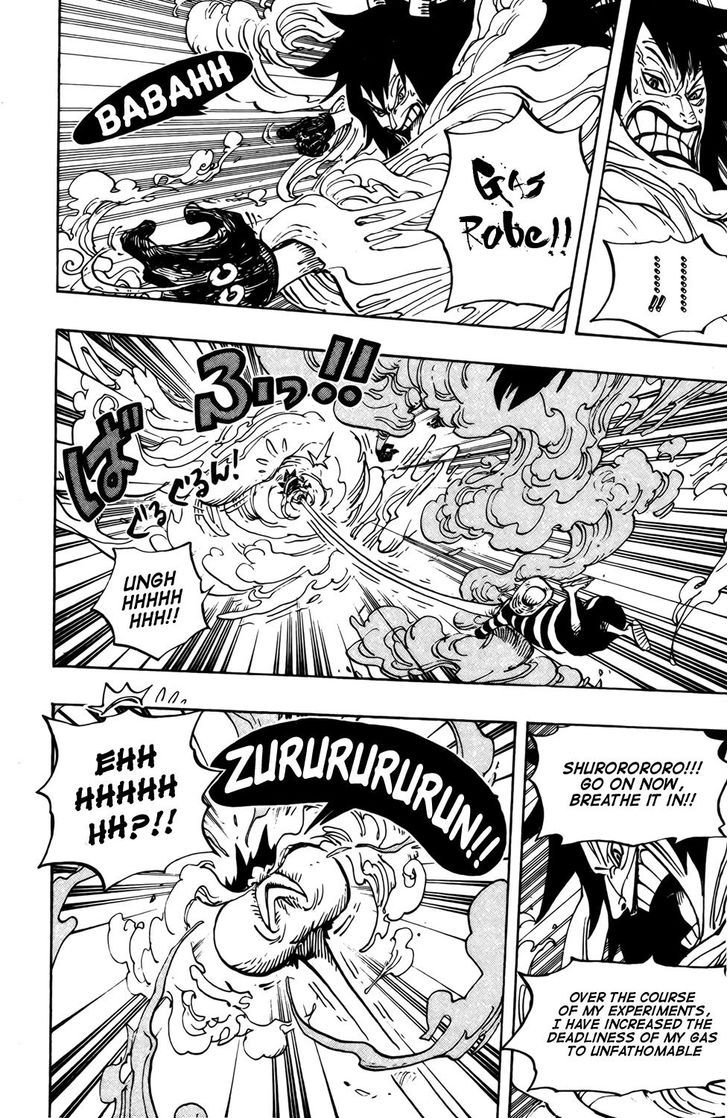 ::::::::
!!
Gas
Robe!!
BABAHH
ばふっ!!
ぐるぐるん!
UNGH
HHHHH
HHH!!
SHURORORORO!!!
GO ON NOW,
BREATHE IT IN!!
OVER THE COURSE
OF MY EXPERIMENTS,
I HAVE INCREASED THE
DEADLINESS OF MY GAS
TO UNFATHOMABLE
ZURURURURUN!!
EHH
HHHHH
HH?!!